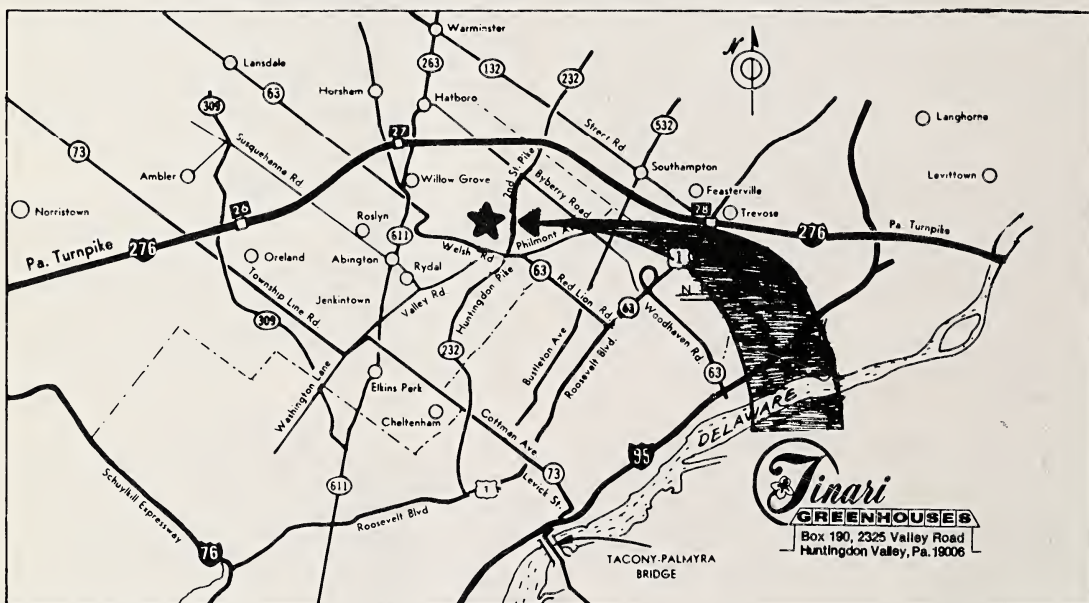 Warminster
Lansdale
263
132
232
N
63
Horsham
Hatboro
309
Street Rd
532
Langhorne
73
Susquehanna Rd
27
Southampton
Ambler
2nd St. Pike
Byberry Road
Feasterville
Levittown
Willow Grove
Norristown
26
Roslyn
28
Trevose
Pa. Turnpike
276
611
Philmont
276
Pa. Turnpike
Oreland
Abington
Welsh Rd
Rydal
63
1
Township Line Rd.
Jenkintown
Valley Rd
Huntingdon Pike
Red Lion Rd.
63
Woodhaven Rd.
309
232
Bustleton Ave
Roosevelt Blvd.
63
Washington Lane
Elkins Park
Cheltenham
Cottman Ave
DELAWARE
95
Schuylkill Expressway
611
1
73
Levick St.
Roosevelt Blvd
76
TACONY-PALMYRA
BRIDGE
Tinari
GREENHOUSES
Box 190, 2325 Valley Road
Huntingdon Valley, Pa. 19006